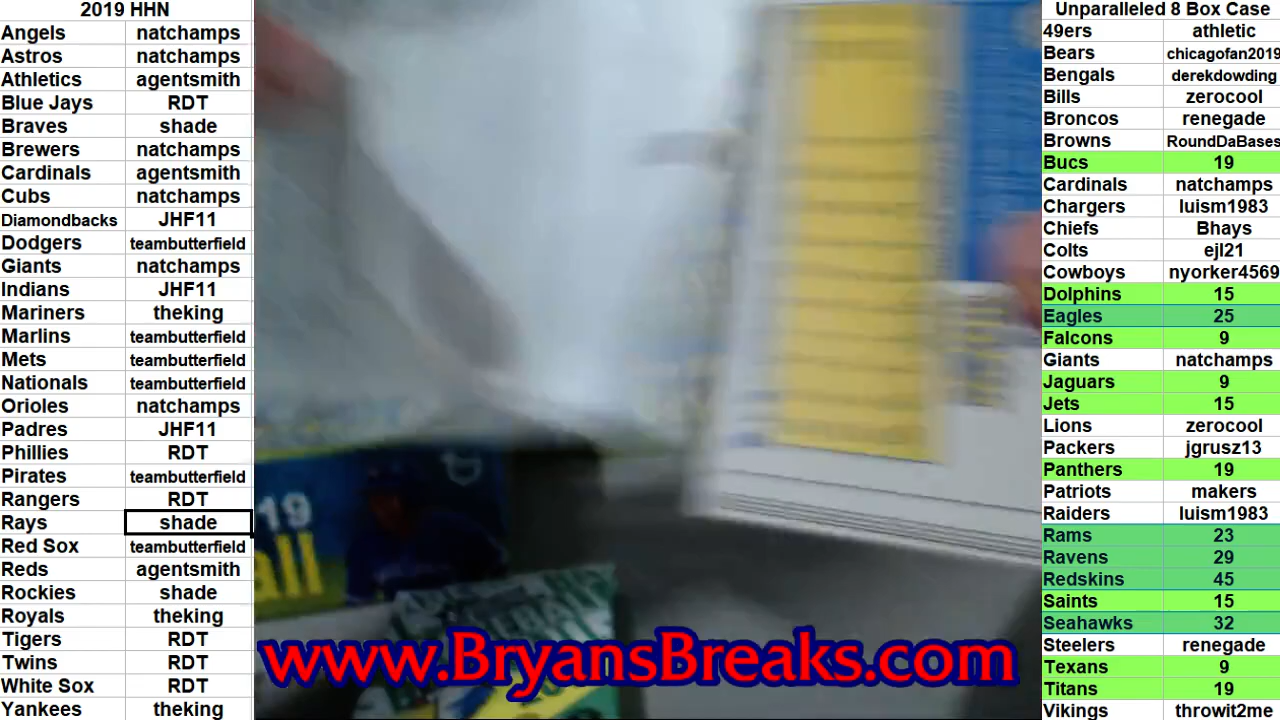 2019 HHN
Angels natchamps
Astros natchamps
Athletics agentsmith
Blue Jays RDT
Braves shade
Brewers natchamps
Cardinals agentsmith
Cubs natchamps
Diamondbacks JHF11
Dodgers teambutterfield
Giants natchamps
Indians JHF11
Mariners theking
Marlins teambutterfield
Mets teambutterfield
Nationals teambutterfield
Orioles natchamps
Padres JHF11
Phillies RDT
Pirates teambutterfield
Rangers RDT
Rays shade
Red Sox teambutterfield
Reds agentsmith
Rockies shade
Royals theking
Tigers RDT
Twins RDT
White Sox RDT
Yankees theking
19
all
www.BryansBreaks.com
Unparalleled 8 Box Case
49ers athletic
Bears chicagofan2019
Bengals derekdowding
Bills zerocool
Broncos renegade
Browns RoundDaBases
Bucs 19
Cardinals natchamps
Chargers luism1983
Chiefs Bhays
Colts ejl21
Cowboys nyorker4569
Dolphins 15
Eagles 25
Falcons 9
Giants natchamps
Jaguars 9
Jets 15
Lions zerocool
Packers jgrusz13
Panthers 19
Patriots makers
Raiders luism1983
Rams 23
Ravens 29
Redskins 45
Saints 15
Seahawks 32
Steelers renegade
Texans 9
Titans 19
Vikings throwit2me